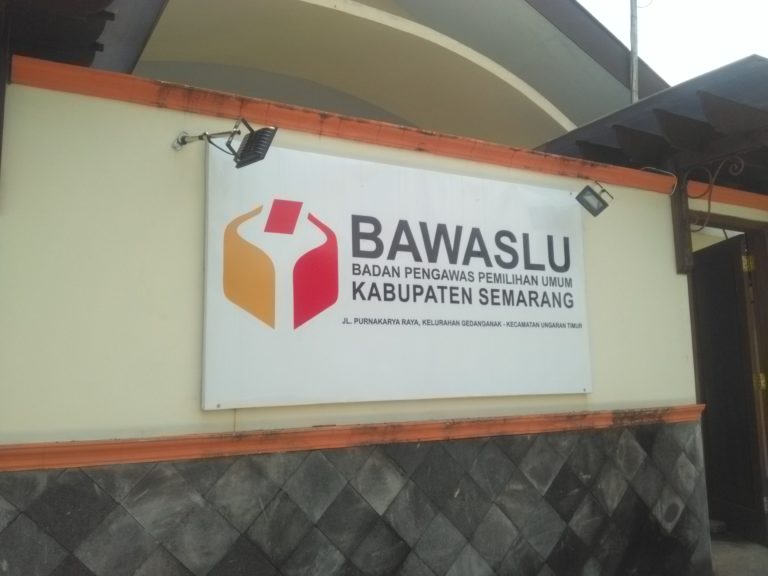 BAWASLU
BADAN PENGAWAS PEMILIHAN UMUM
KABUPATEN SEMARANG
JL. PURNAKARYA RAYA, KELURAHAN GEDANGANAK - KECAMATAN UNGARAN TIMUR